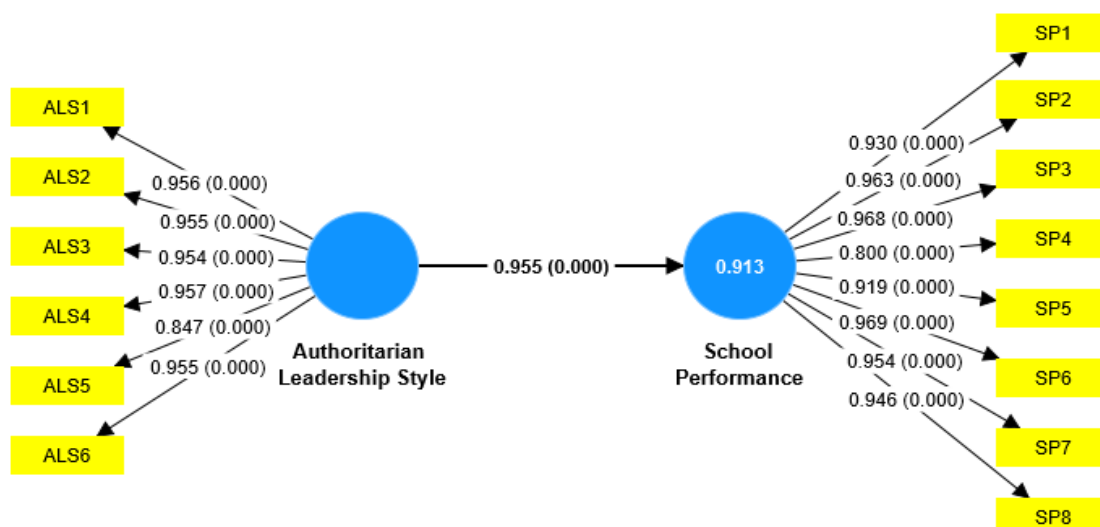 ALS1
ALS2
ALS3
ALS4
ALS5
ALS6
0.956 (0.000)
0.955 (0.000)
0.954 (0.000)
0.957 (0.000)
0.847 (0.000)
0.955 (0.000)
Authoritarian
Leadership Style
0.955 (0.000)
0.913
School
Performance
0.930 (0.000)
0.963 (0.000)
0.968 (0.000)
0.800 (0.000)
0.919 (0.000)
0.969 (0.000)
0.954 (0.000)
0.946 (0.000)
SP1
SP2
SP3
SP4
SP5
SP6
SP7
SP8